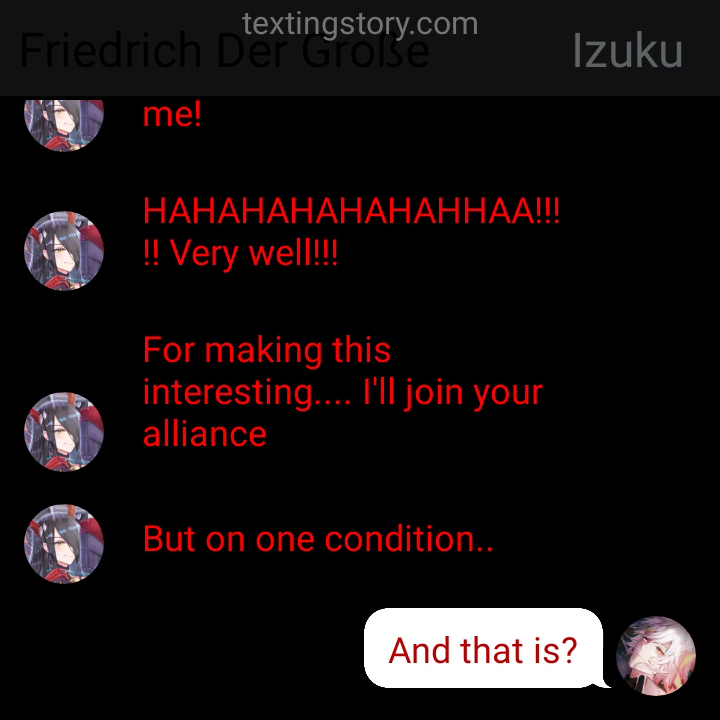 textingstory.com
Friedrich Der Große
Izuku
me!
HAHAHAHAHAHAHHAA!!!
!! Very well!!!
For making this
interesting.... I'll join your
alliance
But on one condition..
And that is?